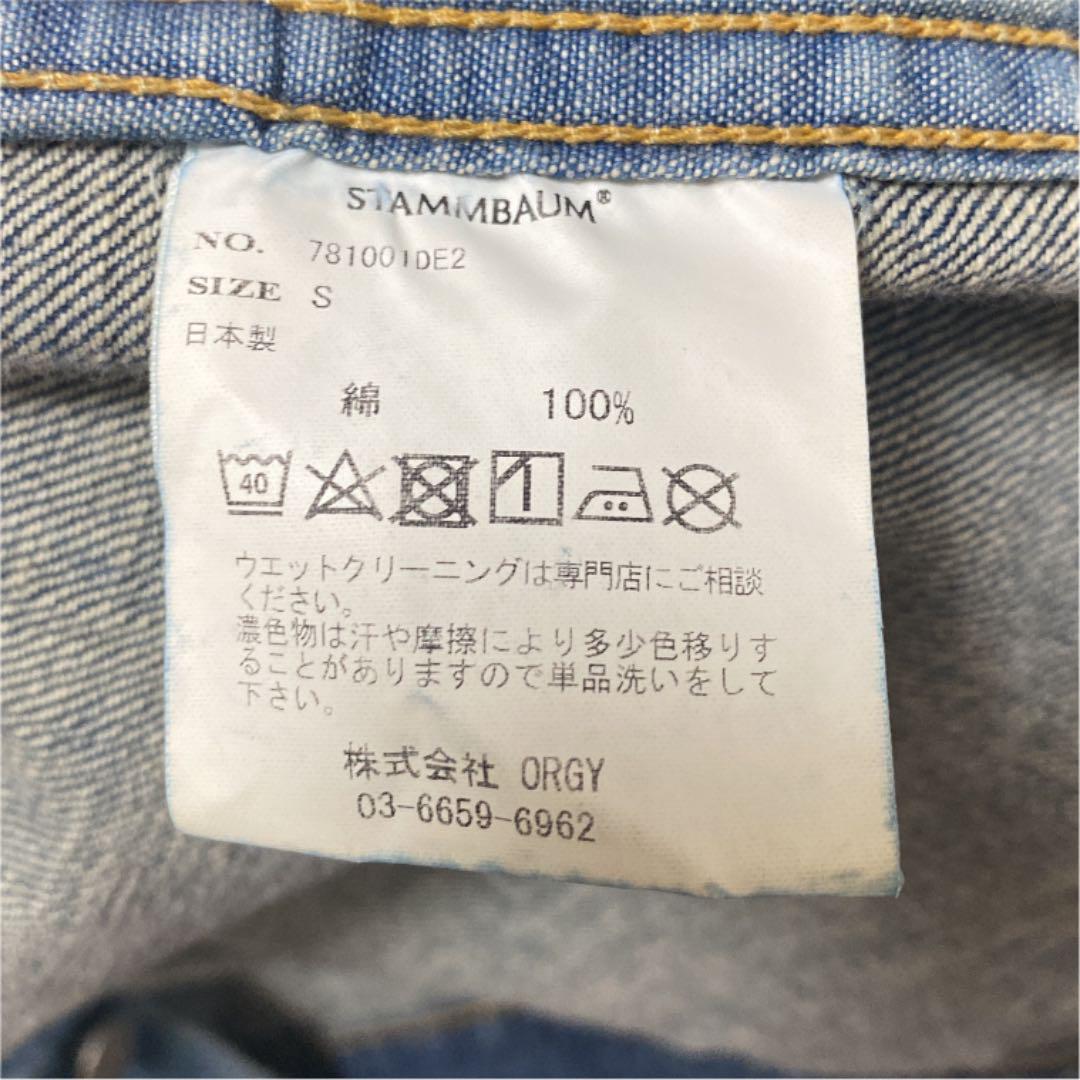 STAMMBAUM®
NO. 781001DE2
SIZE S
日本製
綿 100%
40
ウエットクリーニングは専門店にご相談
ください。
濃色物は汗や摩擦により多少色移りす
ることがありますので単品洗いをして
下さい。
株式会社 ORGY
03-6659-6962